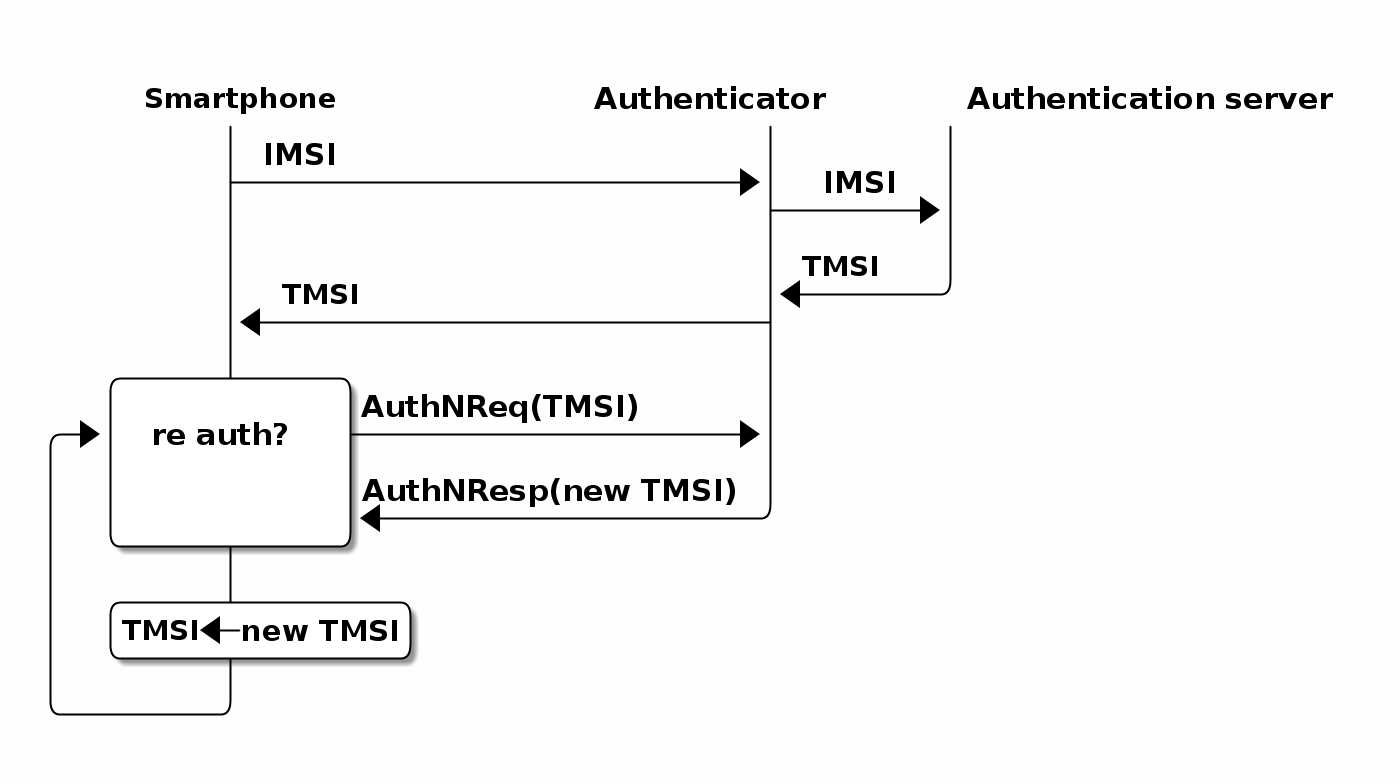 Smartphone
Authenticator
Authentication server
IMSI
IMSI
TMSI
TMSI
AuthNReq(TMSI)
re auth?
AuthNResp(new TMSI)
TMSI new TMSI